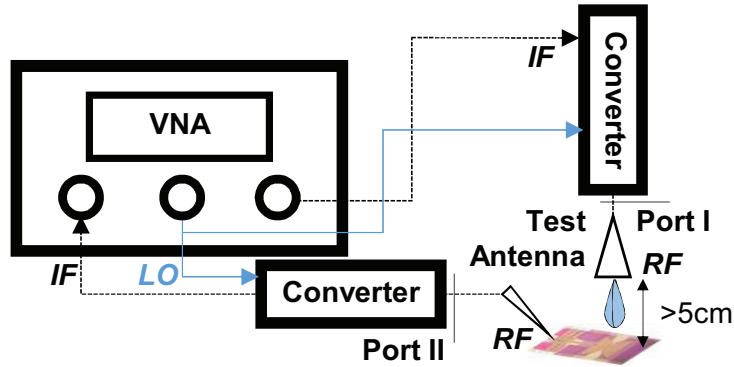 IF
Converter
VNA
Test
Antenna
Port I
RF
>5cm
IF
LO
Converter
Port II
RF